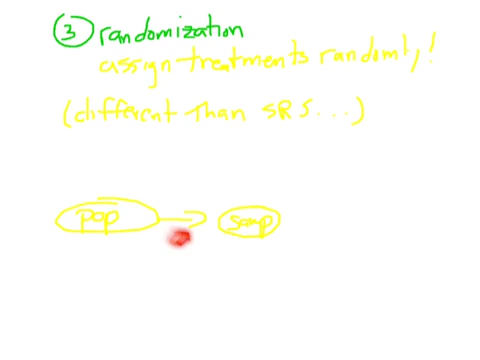 ③ randomization
assign treatments randomly!
(different than SRS...)
pop samp